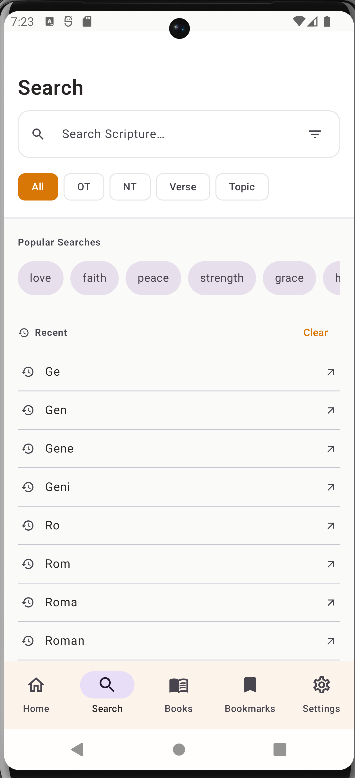 7:23
Search
Search Scripture...
All OT NT Verse Topic
Popular Searches
love faith peace strength grace h
Recent Clear
Ge
Gen
Gene
Geni
Ro
Rom
Roma
Roman
Home Search Books Bookmarks Settings